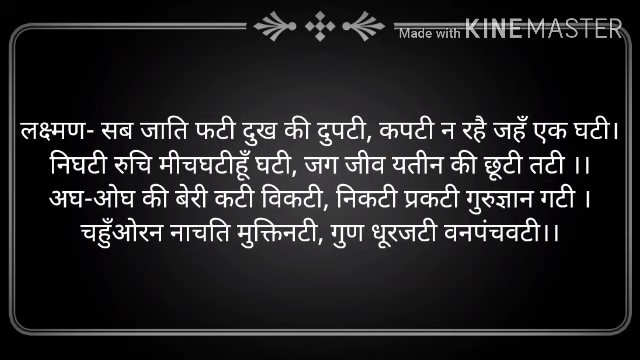 Made with KINEMASTER
लक्ष्मण- सब जाति फटी दुख की दुपटी, कपटी न रहै जहँ एक घटी।
निघटी रुचि मीचघटीहूँ घटी, जग जीव यतीन की छूटी तटी ।।
अघ-ओघ की बेरी कटी विकटी, निकटी प्रकटी गुरुज्ञान गटी ।
चहुँओरन नाचति मुक्तिनटी, गुण धूरजटी वनपंचवटी।।